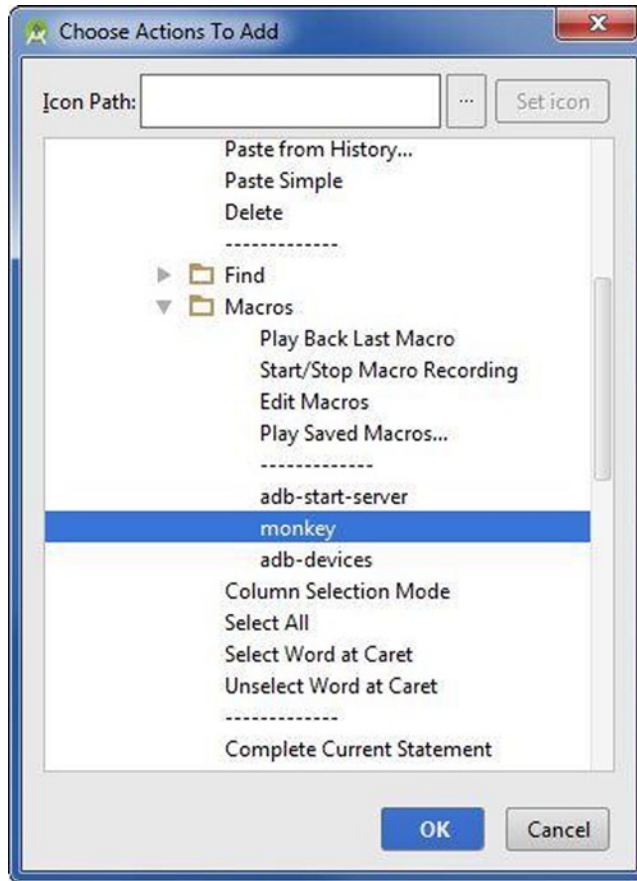 Choose Actions To Add
Icon Path: ... Set icon
Paste from History...
Paste Simple
Delete
-------------
Find
Macros
Play Back Last Macro
Start/Stop Macro Recording
Edit Macros
Play Saved Macros...
-------------
adb-start-server
monkey
adb-devices
Column Selection Mode
Select All
Select Word at Caret
Unselect Word at Caret
-------------
Complete Current Statement
OK Cancel